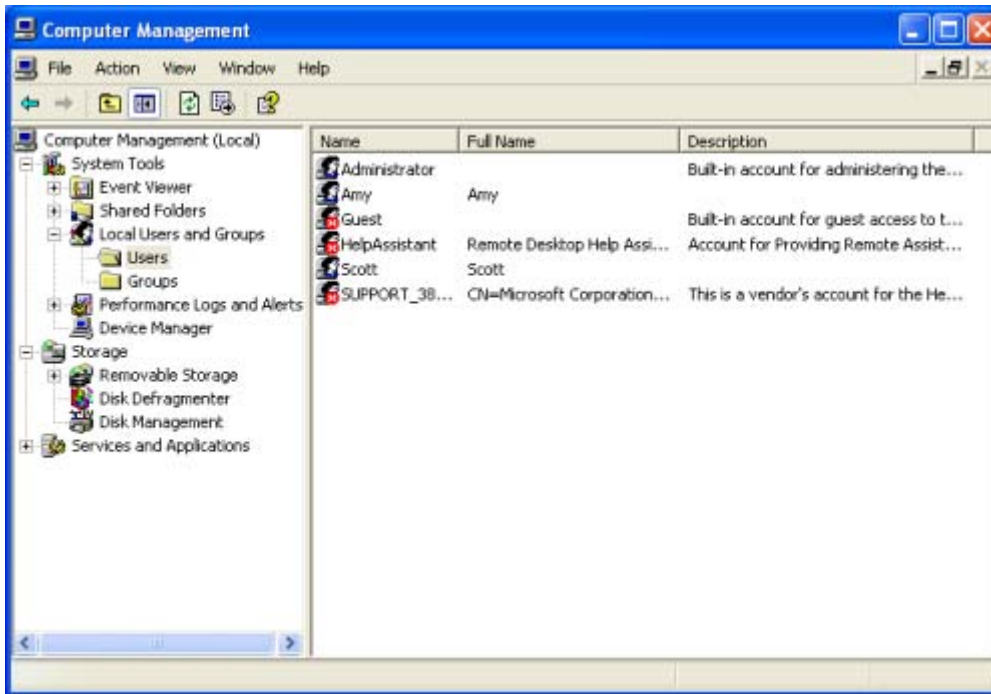 Computer Management
File Action View Window Help
Computer Management (Local)
System Tools
Event Viewer
Shared Folders
Local Users and Groups
Users
Groups
Performance Logs and Alerts
Device Manager
Storage
Removable Storage
Disk Defragmenter
Disk Management
Services and Applications
Name Full Name Description
Administrator Built-in account for administering the...
Amy Amy
Guest Built-in account for guest access to t...
HelpAssistant Remote Desktop Help Assi... Account for Providing Remote Assist...
Scott Scott
SUPPORT_38... CN=Microsoft Corporation... This is a vendor's account for the He...